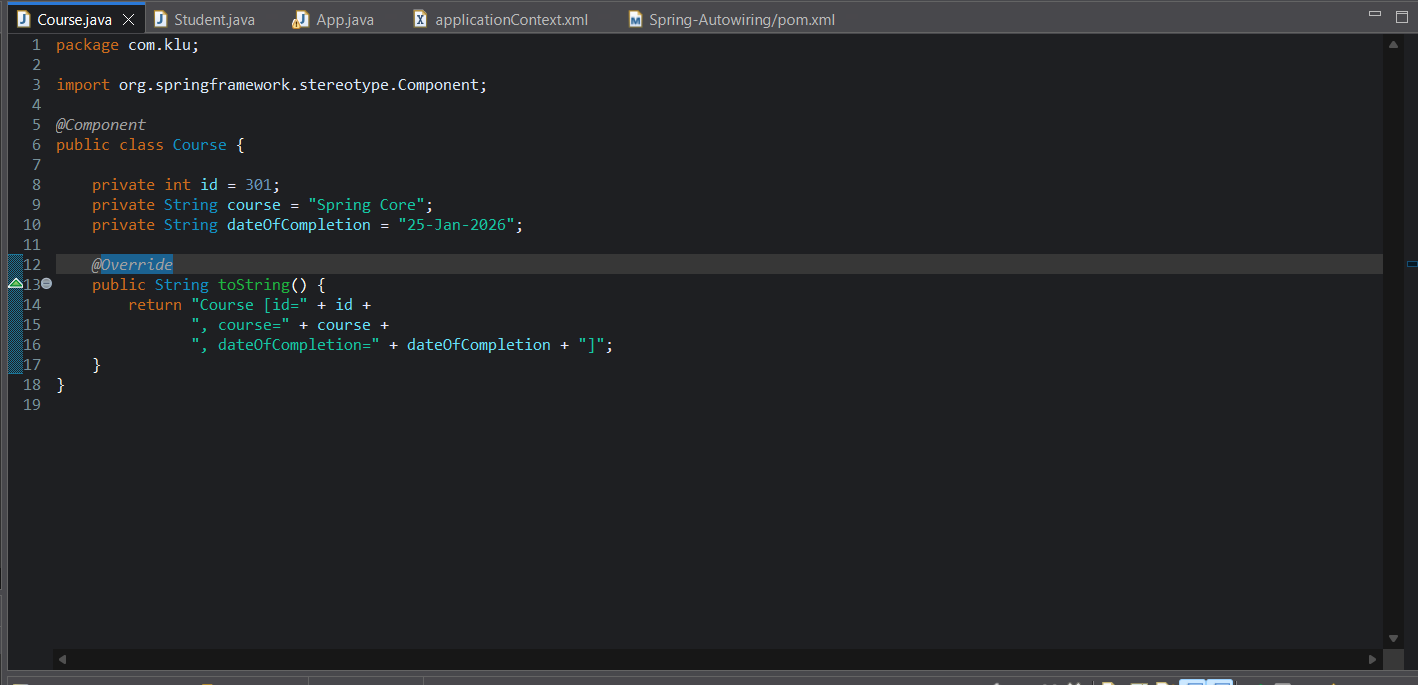 Course.java Student.java App.java applicationContext.xml Spring-Autowiring/pom.xml
1 package com.klu;
2
3 import org.springframework.stereotype.Component;
4
5 @Component
6 public class Course {
7
8 private int id = 301;
9 private String course = "Spring Core";
10 private String dateOfCompletion = "25-Jan-2026";
11
12 @Override
13 public String toString() {
14 return "Course [id=" + id +
15 ", course=" + course +
16 ", dateOfCompletion=" + dateOfCompletion + "]";
17 }
18 }
19